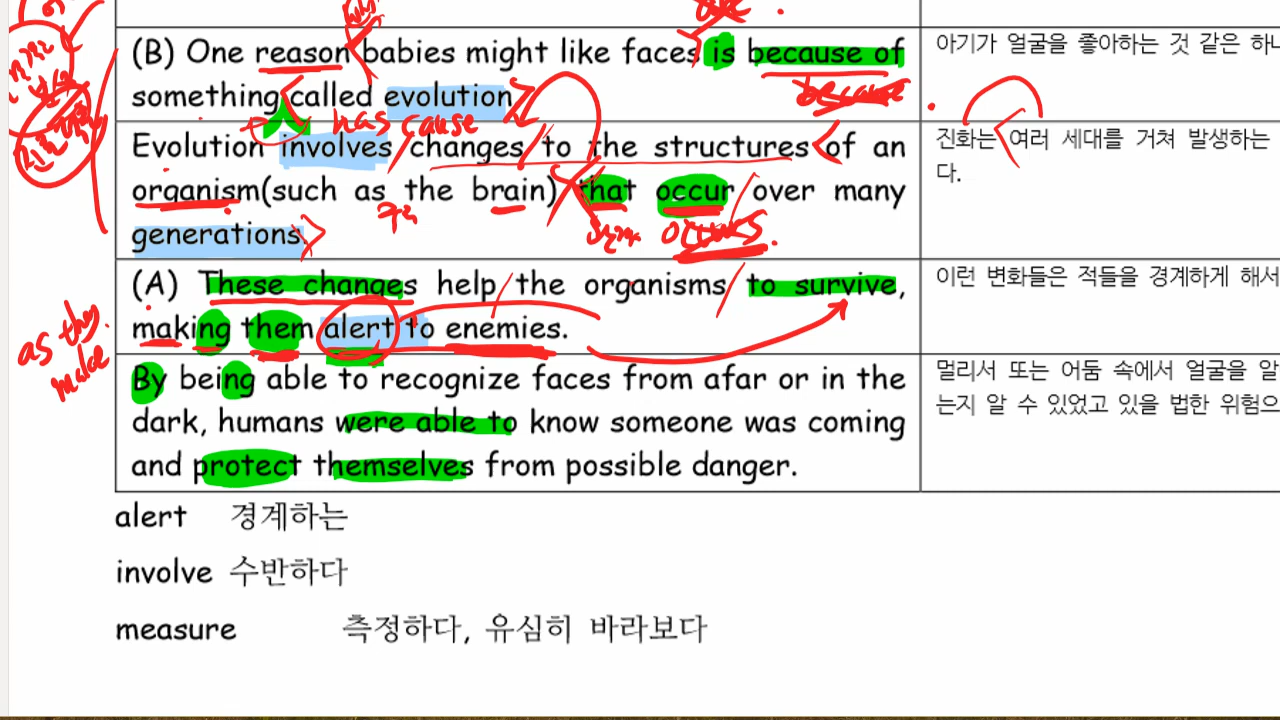 (B) One reason babies might like faces is because of
something called evolution.
because
has cause
Evolution involves changes to the structures of an
organism(such as the brain) that occur over many
generations.
occurs
(A) These changes help the organisms to survive,
making them alert to enemies.
as they
make
By being able to recognize faces from afar or in the
dark, humans were able to know someone was coming
and protect themselves from possible danger.
아기가 얼굴을 좋아하는 것 같은
진화는 여러 세대를 거쳐 발생하는
다.
이런 변화들은 적들을 경계하게 해서
멀리서 또는 어둠 속에서 얼굴을 알
는지 알 수 있었고 있을 법한 위험으
alert 경계하는
involve 수반하다
measure 측정하다, 유심히 바라보다